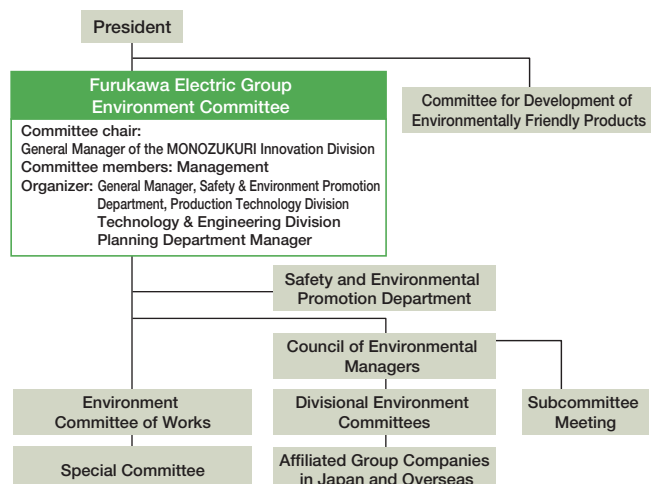 President
Furukawa Electric Group
Environment Committee
Committee chair:
General Manager of the MONOZUKURI Innovation Division
Committee members: Management
Organizer: General Manager, Safety & Environment Promotion
Department, Production Technology Division
Technology & Engineering Division
Planning Department Manager
Committee for Development of
Environmentally Friendly Products
Safety and Environmental
Promotion Department
Council of Environmental
Managers
Environment
Committee of Works
Divisional Environment
Committees
Subcommittee
Meeting
Special Committee
Affiliated Group Companies
in Japan and Overseas